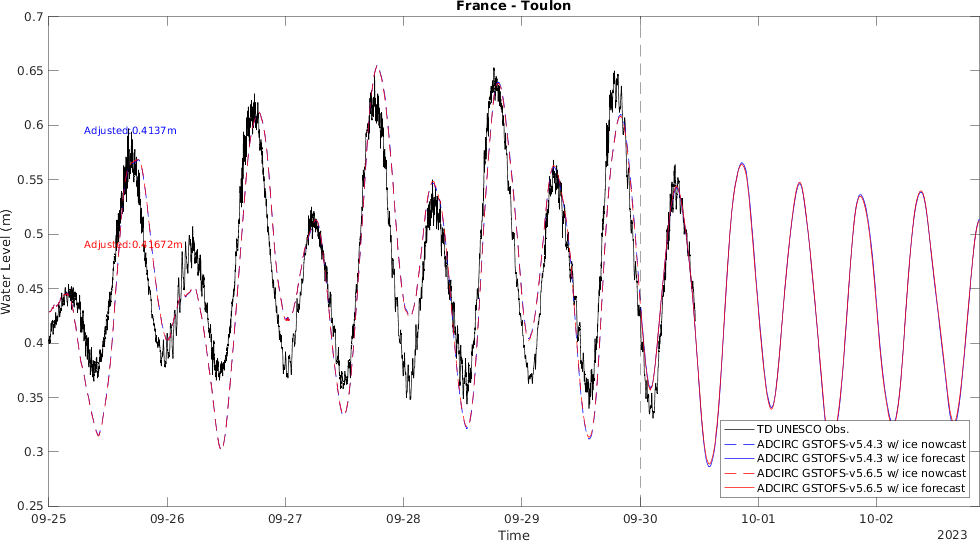 France - Toulon
0.7
0.65
0.6
0.55
0.5
0.45
0.4
0.35
0.3
0.25
Water Level (m)
Adjusted:0.4137m
Adjusted:0.41672m
TD UNESCO Obs.
ADCIRC GSTOFS-v5.4.3 w/ ice nowcast
ADCIRC GSTOFS-v5.4.3 w/ ice forecast
ADCIRC GSTOFS-v5.6.5 w/ ice nowcast
ADCIRC GSTOFS-v5.6.5 w/ ice forecast
09-25 09-26 09-27 09-28 09-29 09-30 10-01 10-02
Time
2023